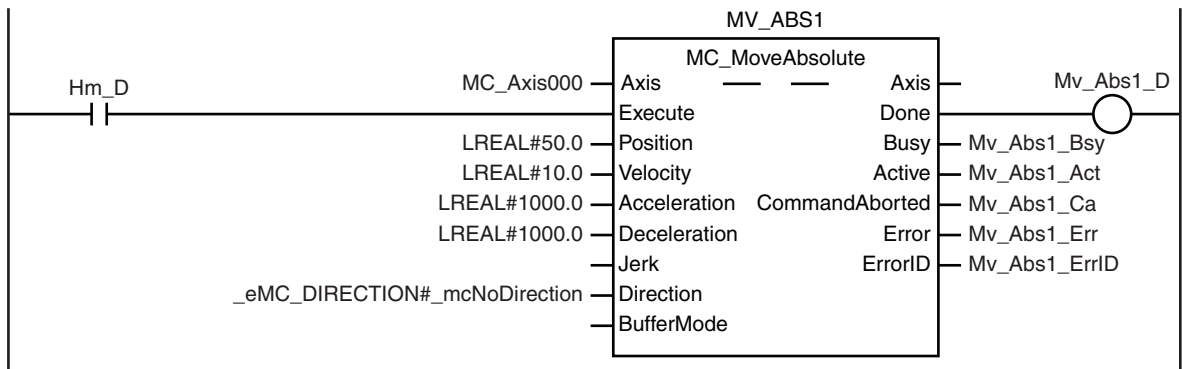 MV_ABS1
MC_MoveAbsolute
MC_Axis000 Axis Axis Mv_Abs1_D
Hm_D
Execute Done
LREAL#50.0 Position Busy Mv_Abs1_Bsy
LREAL#10.0 Velocity Active Mv_Abs1_Act
LREAL#1000.0 Acceleration CommandAborted Mv_Abs1_Ca
LREAL#1000.0 Deceleration Error Mv_Abs1_Err
Jerk ErrorID Mv_Abs1_ErrID
_eMC_DIRECTION#_mcNoDirection Direction
BufferMode